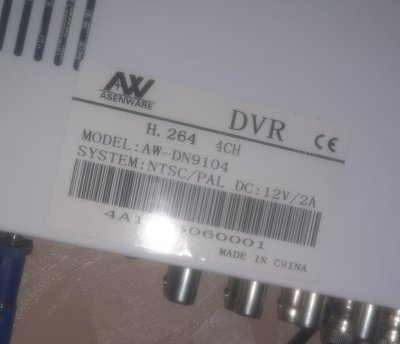 AW
ASENWARE
DVR
H.264 4CH
MODEL:AW-DN9104
SYSTEM:NTSC/PAL DC:12V/2A
MADE IN CHINA
CE